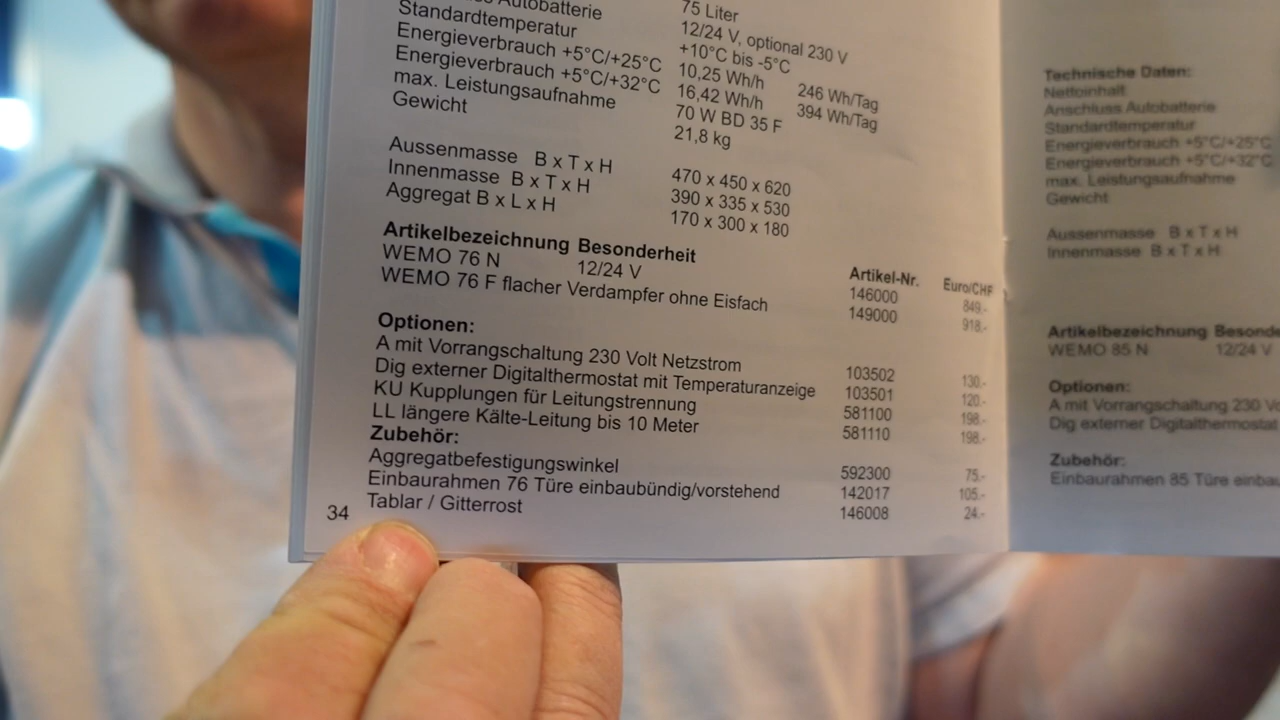 Autobatterie 75 Liter
Standardtemperatur 12/24 V, optional 230 V
Energieverbrauch +5°C/+25°C +10°C bis -5°C
Energieverbrauch +5°C/+32°C 10,25 Wh/h 246 Wh/Tag
max. Leistungsaufnahme 16,42 Wh/h 394 Wh/Tag
Gewicht 70 W BD 35 F
21,8 kg
Aussenmasse B x T x H 470 x 450 x 620
Innenmasse B x T x H 390 x 335 x 530
Aggregat B x L x H 170 x 300 x 180
Artikelbezeichnung Besonderheit Artikel-Nr. Euro/CHF
WEMO 76 N 12/24 V 146000 849.-
WEMO 76 F flacher Verdampfer ohne Eisfach 149000 918.-
Optionen:
A mit Vorrangschaltung 230 Volt Netzstrom 103502 130.-
Dig externer Digitalthermostat mit Temperaturanzeige 103501 120.-
KU Kupplungen für Leitungstrennung 581100 198.-
LL längere Kälte-Leitung bis 10 Meter 581110 198.-
Zubehör:
Aggregatbefestigungswinkel 592300 75.-
Einbaurahmen 76 Türe einbaubündig/vorstehend 142017 105.-
Tablar / Gitterrost 146008 24.-
34
Technische Daten:
Nettoinhalt
Anschluss Autobatterie
Standardtemperatur
Energieverbrauch +5°C/+25°C
Energieverbrauch +5°C/+32°C
max. Leistungsaufnahme
Gewicht
Aussenmasse B x T x H
Innenmasse B x T x H
Artikelbezeichnung Besonde
WEMO 85 N 12/24 V
Optionen:
A mit Vorrangschaltung 230 V
Dig externer Digitalthermostat
Zubehör:
Einbaurahmen 85 Türe einbau